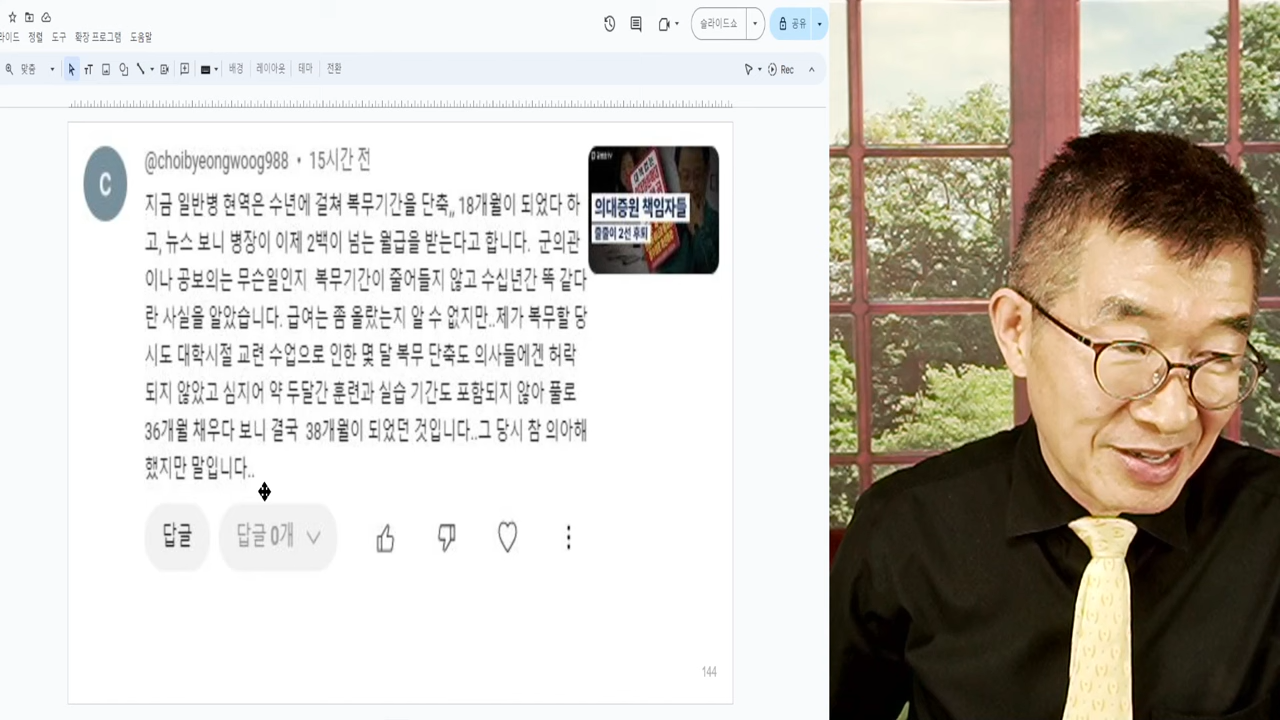 라이드 정렬 도구 확장 프로그램 도움말
슬라이드쇼
공유
맞춤
배경 레이아웃 테마 전환
Rec
C
@choibyeongwoog988 • 15시간 전
지금 일반병 현역은 수년에 걸쳐 복무기간을 단축,, 18개월이 되었다 하
고, 뉴스 보니 병장이 이제 2백이 넘는 월급을 받는다고 합니다. 군의관
이나 공보의는 무슨일인지 복무기간이 줄어들지 않고 수십년간 똑 같다
란 사실을 알았습니다. 급여는 쫌 올랐는지 알 수 없지만..제가 복무할 당
시도 대학시절 교련 수업으로 인한 몇 달 복무 단축도 의사들에겐 허락
되지 않았고 심지어 약 두달간 훈련과 실습 기간도 포함되지 않아 풀로
36개월 채우다 보니 결국 38개월이 되었던 것입니다..그 당시 참 의아해
했지만 말입니다..
의대증원 책임자들
줄줄이 2선 후퇴
답글
답글 0개
144